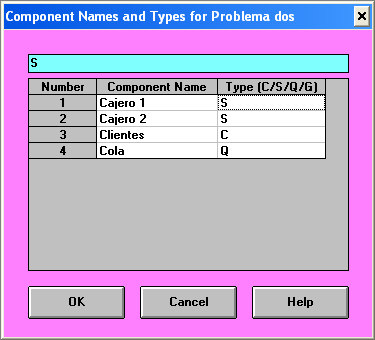 Component Names and Types for Problema dos
S
Number Component Name Type (C/S/Q/G)
1 Cajero 1 S
2 Cajero 2 S
3 Clientes C
4 Cola Q
OK Cancel Help